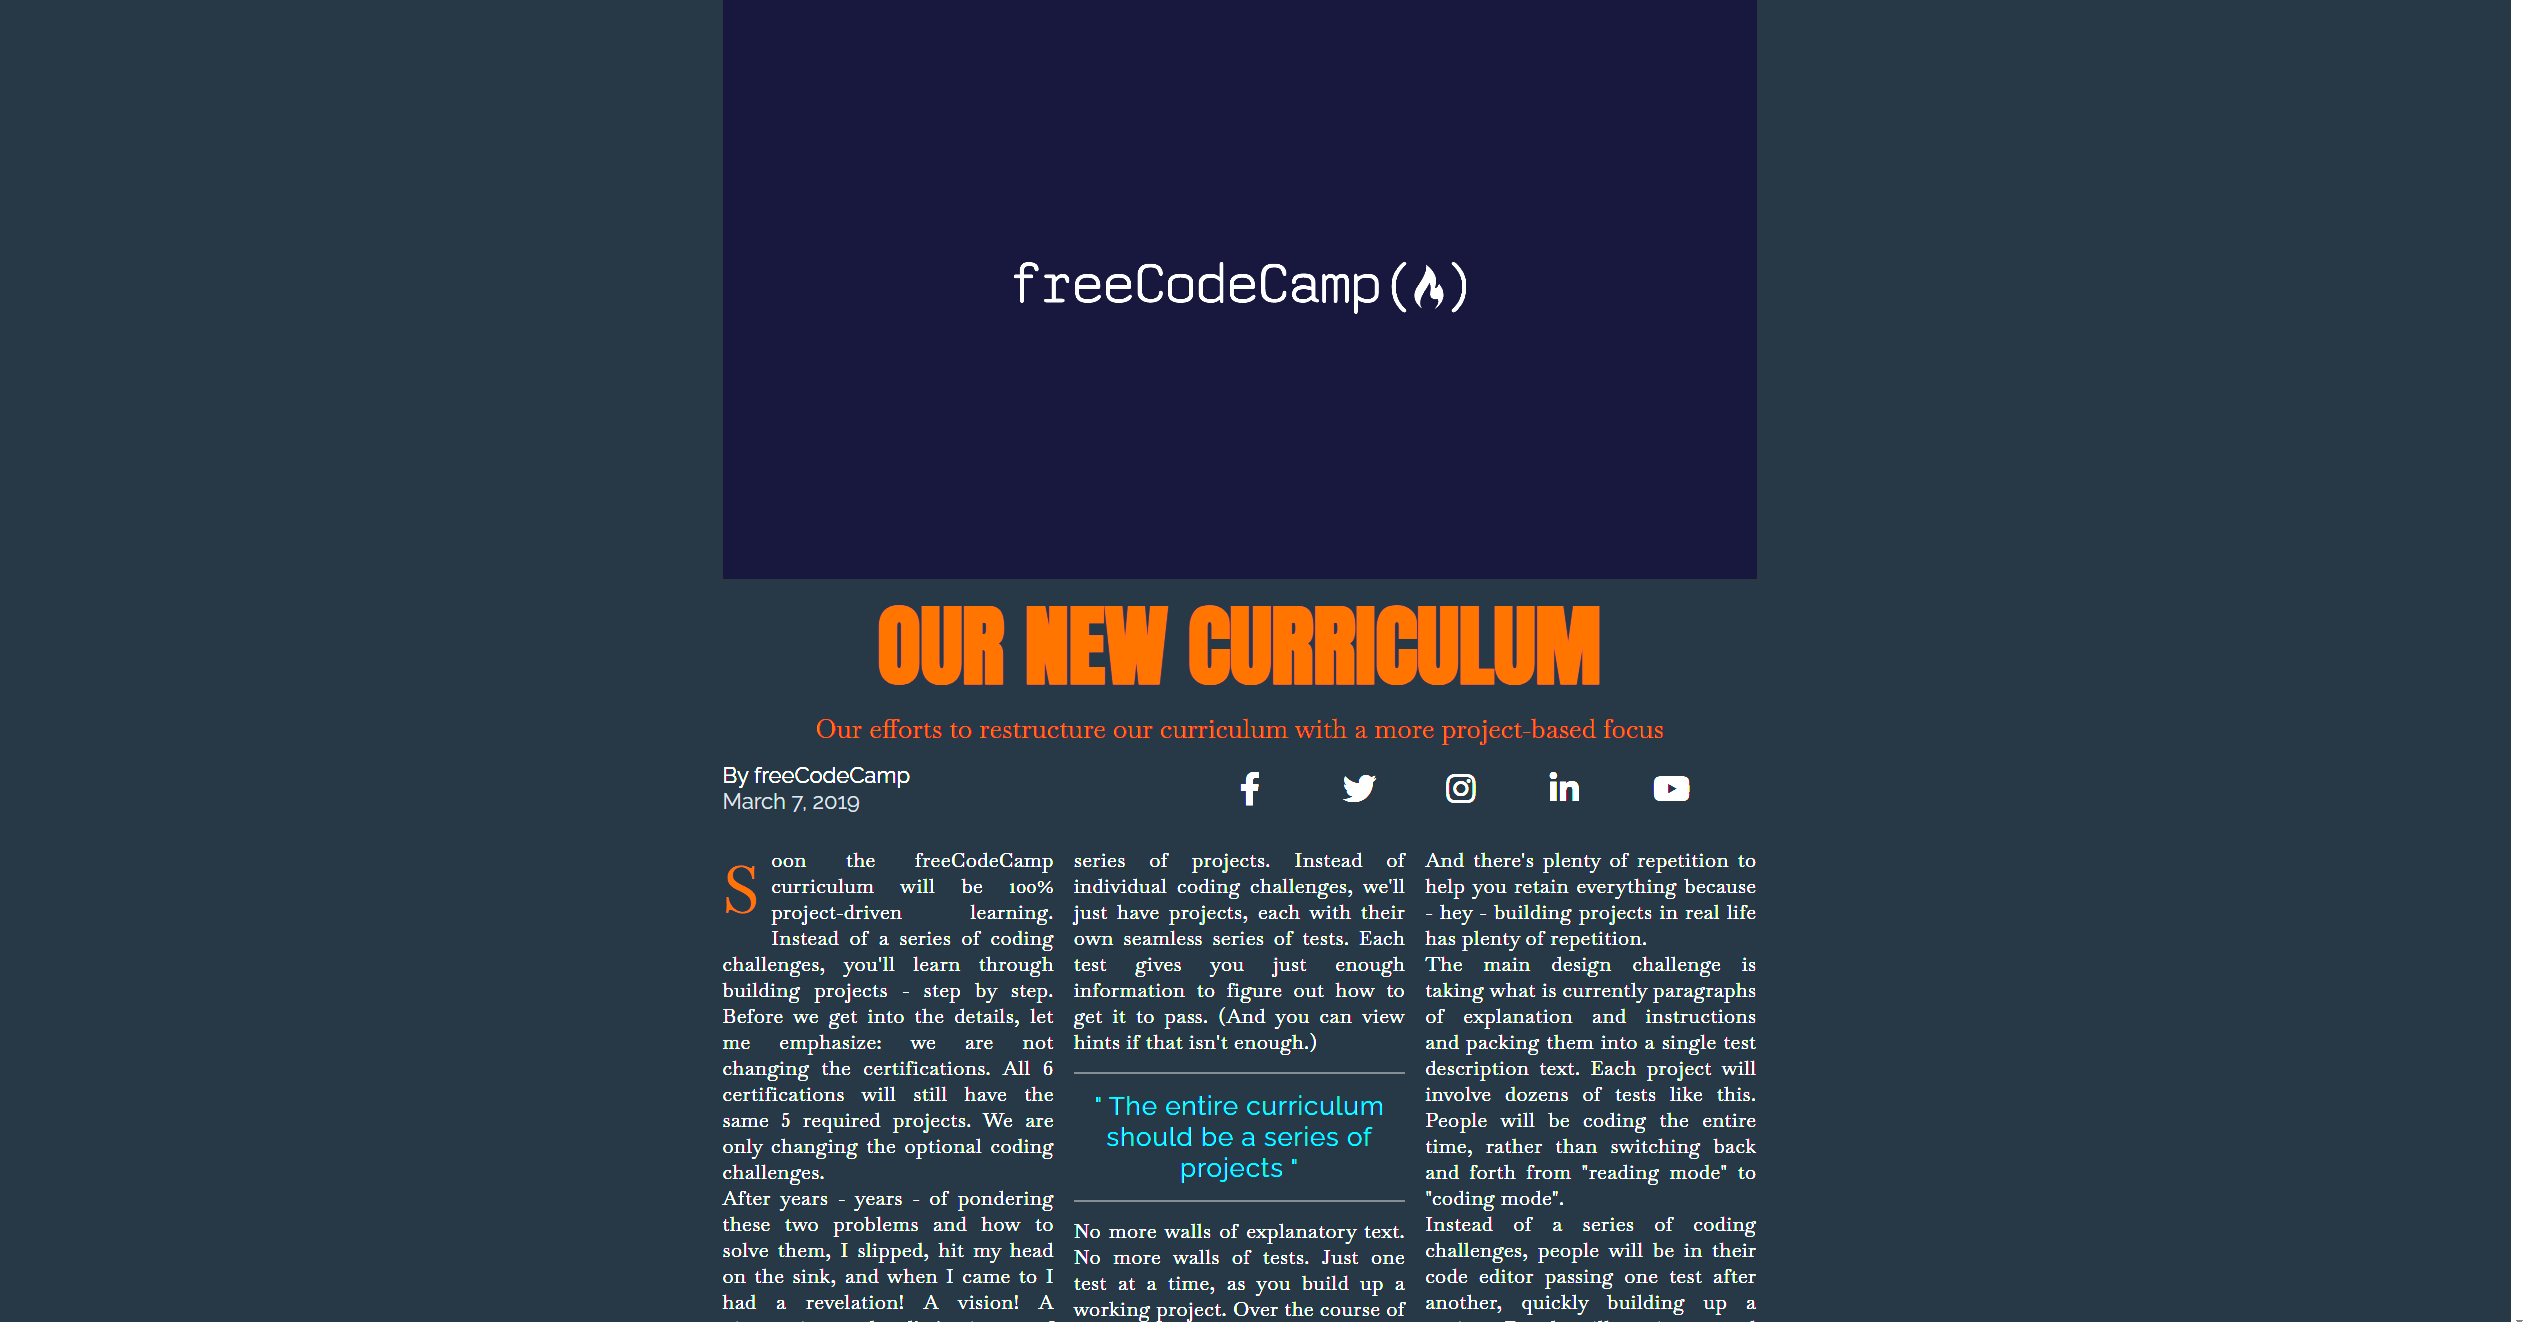 freeCodeCamp
OUR NEW CURRICULUM
Our efforts to restructure our curriculum with a more project-based focus
By freeCodeCamp
March 7, 2019
Soon the freeCodeCamp
curriculum will be 100%
project-driven learning.
Instead of a series of coding
challenges, you'll learn through
building projects - step by step.
Before we get into the details, let
me emphasize: we are not
changing the certifications. All 6
certifications will still have the
same 5 required projects. We are
only changing the optional coding
challenges.
After years - years - of pondering
these two problems and how to
solve them, I slipped, hit my head
on the sink, and when I came to I
had a revelation! A vision! A
series of projects. Instead of
individual coding challenges, we'll
just have projects, each with their
own seamless series of tests. Each
test gives you just enough
information to figure out how to
get it to pass. (And you can view
hints if that isn't enough.)
" The entire curriculum
should be a series of
projects "
No more walls of explanatory text.
No more walls of tests. Just one
test at a time, as you build up a
working project. Over the course of
And there's plenty of repetition to
help you retain everything because
- hey - building projects in real life
has plenty of repetition.
The main design challenge is
taking what is currently paragraphs
of explanation and instructions
and packing them into a single test
description text. Each project will
involve dozens of tests like this.
People will be coding the entire
time, rather than switching back
and forth from "reading mode" to
"coding mode".
Instead of a series of coding
challenges, people will be in their
code editor passing one test after
another, quickly building up a